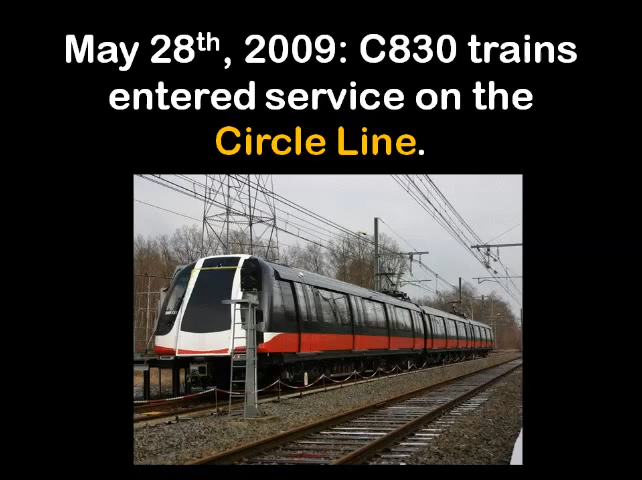 May 28th, 2009: C830 trains
entered service on the
Circle Line.